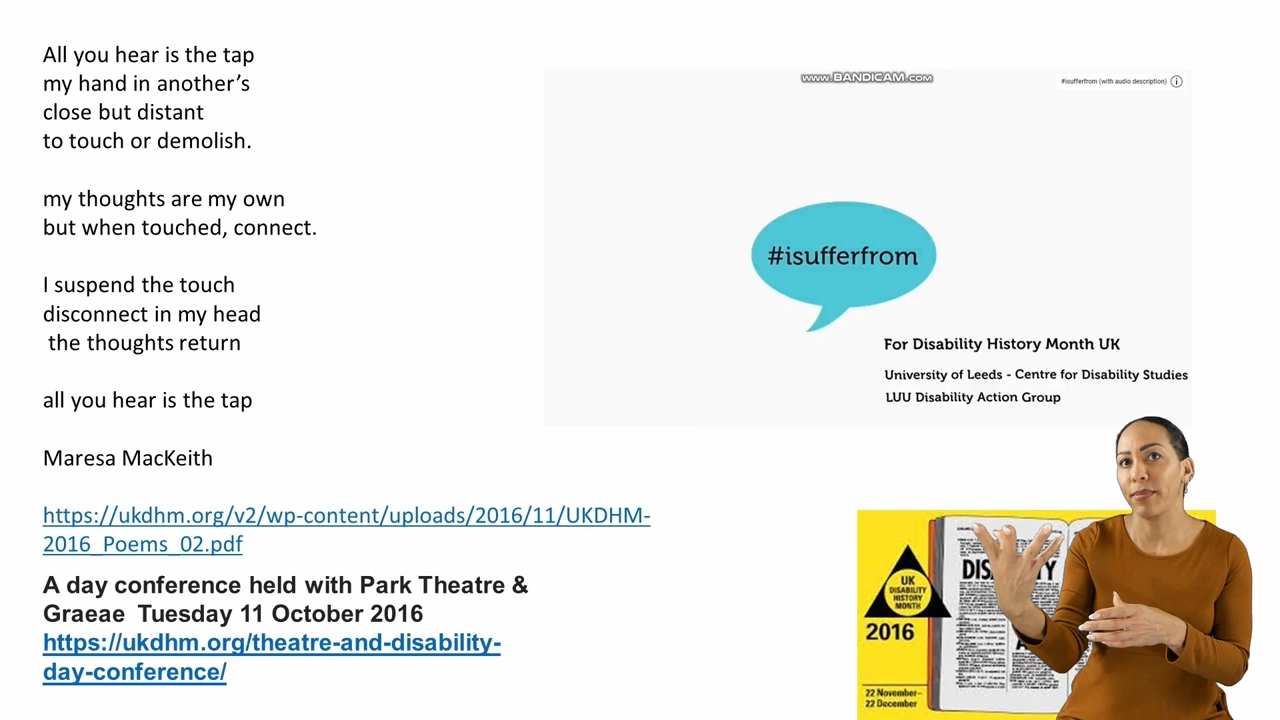 All you hear is the tap
my hand in another’s
close but distant
to touch or demolish.
my thoughts are my own
but when touched, connect.
I suspend the touch
disconnect in my head
the thoughts return
all you hear is the tap
Maresa MacKeith
https://ukdhm.org/v2/wp-content/uploads/2016/11/UKDHM-
2016_Poems_02.pdf
A day conference held with Park Theatre &
Graeae  Tuesday 11 October 2016
https://ukdhm.org/theatre-and-disability-
day-conference/
www.BANDICAM.com
#isufferfrom (with audio description)
#isufferfrom
For Disability History Month UK
University of Leeds - Centre for Disability Studies
LUU Disability Action Group
UK
DISABILITY
HISTORY
MONTH
2016
22 November–
22 December